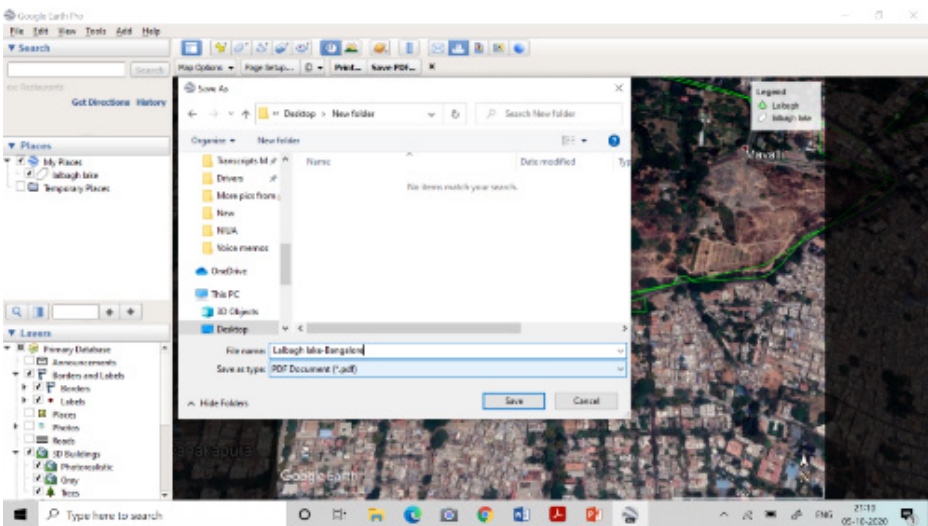 Google Earth Pro
File Edit View Tools Add Help
Search
Search
Get Directions History
Places
My Places
lalbagh lake
Temporary Places
Layers
Primary Database
Announcements
Borders and Labels
Borders
Labels
Places
Photos
Roads
3D Buildings
Photorealistic
Gray
Trees
Map Options Page Setup... Print... Save PDF...
Save As
Desktop > New folder
Search New folder
Organize New folder
Transcripts M
Drivers
More pics from
New
NIUA
Voice memos
OneDrive
This PC
3D Objects
Desktop
Name Date modified Typ
No items match your search.
File name: Lalbagh lake-Bangalore
Save as type: PDF Document (*.pdf)
Hide Folders
Save Cancel
Legend
Lalbagh
lalbagh lake
Mavalli
Google Earth
Type here to search
ENG
21:13
05-10-2020